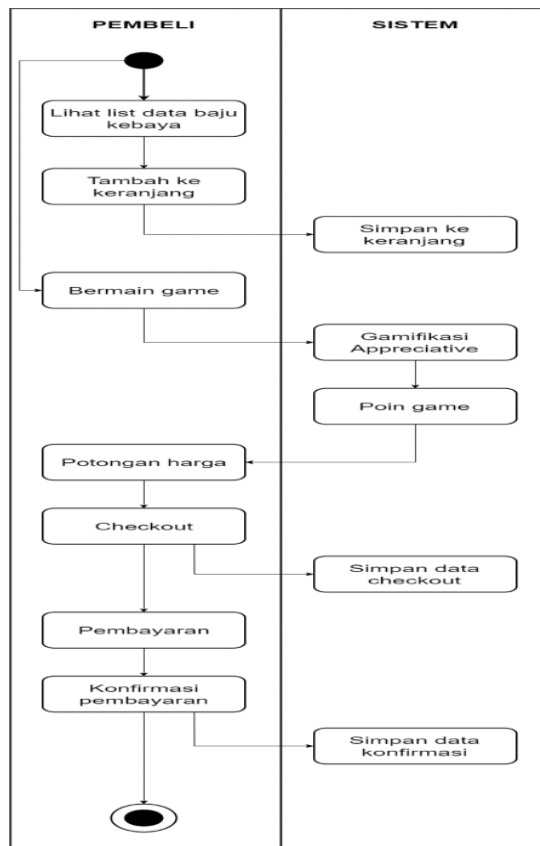 PEMBELI
SISTEM
Lihat list data baju
kebaya
Tambah ke
keranjang
Simpan ke
keranjang
Bermain game
Gamifikasi
Appreciative
Poin game
Potongan harga
Checkout
Simpan data
checkout
Pembayaran
Konfirmasi
pembayaran
Simpan data
konfirmasi